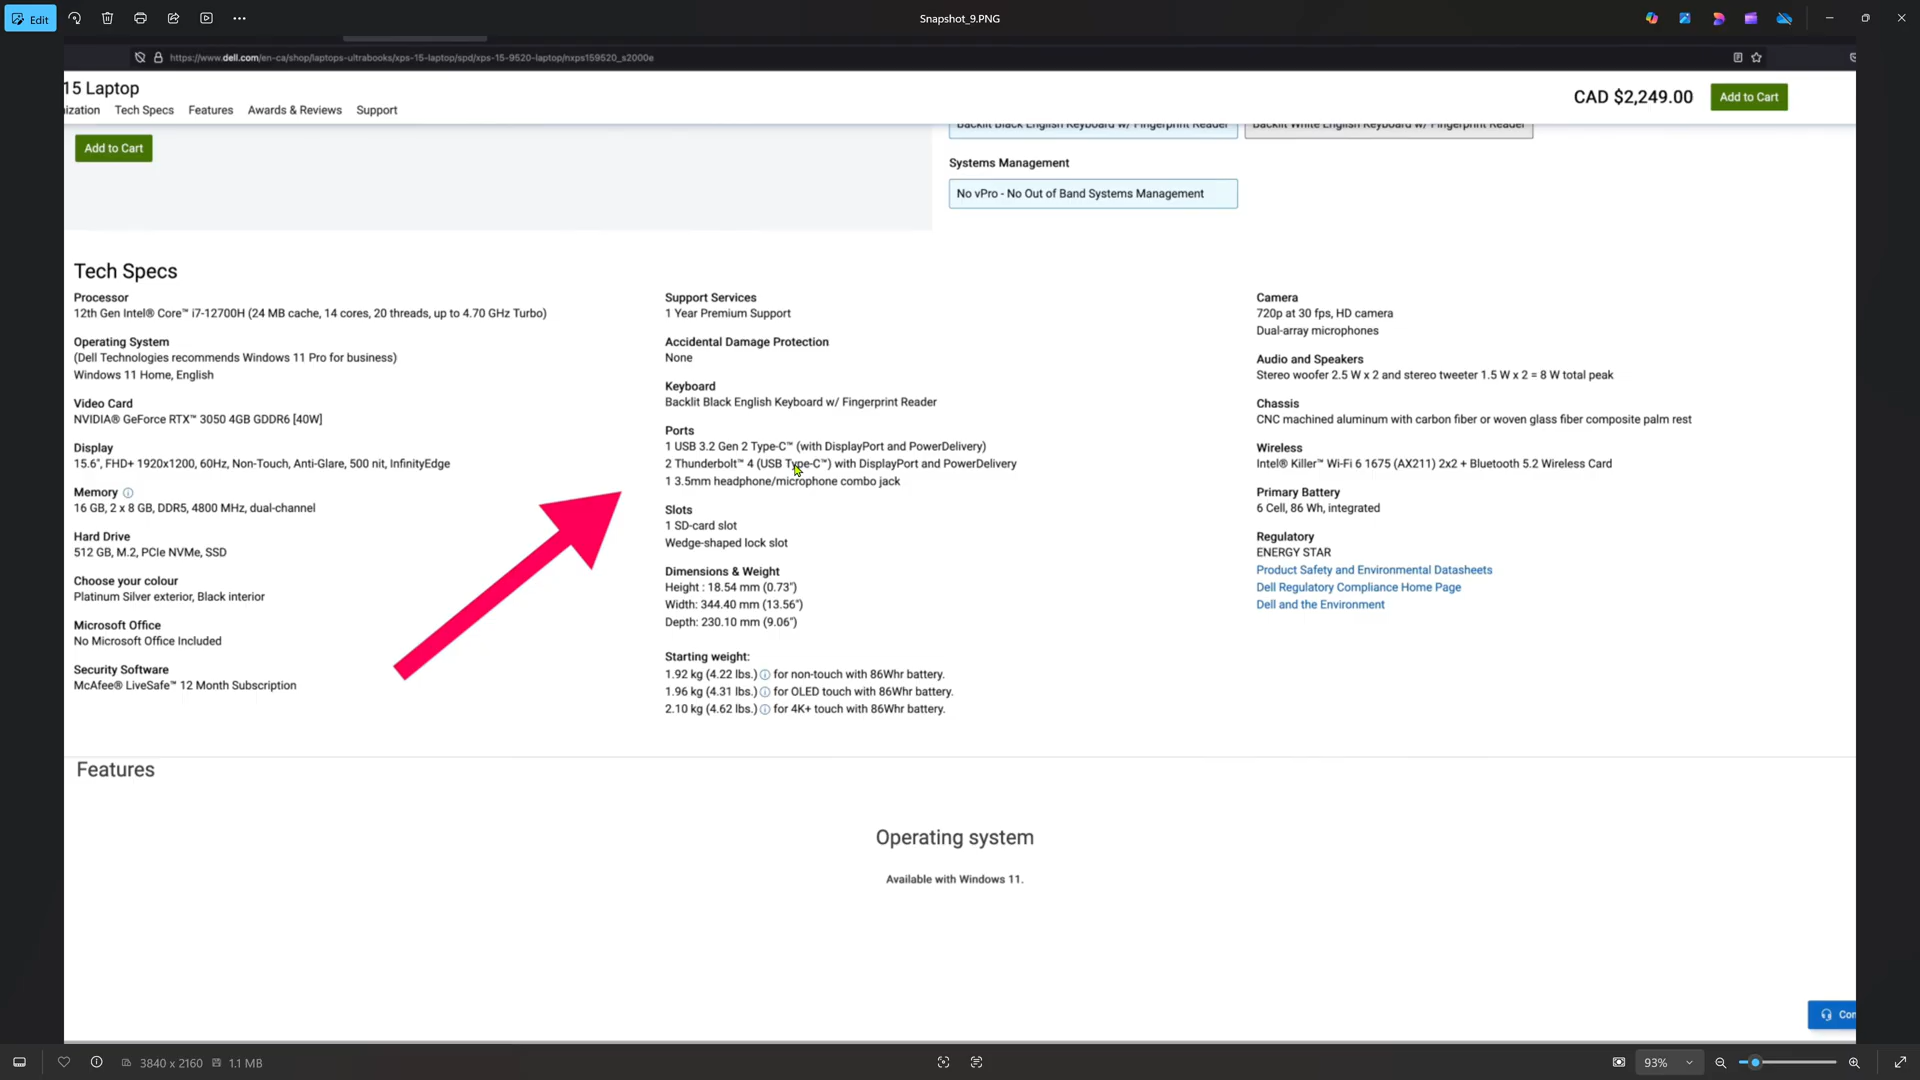 Edit
Snapshot_9.PNG
https://www.dell.com/en-ca/shop/laptops-ultrabooks/xps-15-laptop/spd/xps-15-9520-laptop/nxps159520_s2000e
15 Laptop
CAD $2,249.00
Add to Cart
ization
Tech Specs
Features
Awards & Reviews
Support
Backlit Black English Keyboard w/ Fingerprint Reader
Backlit White English Keyboard w/ Fingerprint Reader
Add to Cart
Systems Management
No vPro - No Out of Band Systems Management
Tech Specs
Processor
12th Gen Intel® Core™ i7-12700H (24 MB cache, 14 cores, 20 threads, up to 4.70 GHz Turbo)
Operating System
(Dell Technologies recommends Windows 11 Pro for business)
Windows 11 Home, English
Video Card
NVIDIA® GeForce RTX™ 3050 4GB GDDR6 [40W]
Display
15.6", FHD+ 1920x1200, 60Hz, Non-Touch, Anti-Glare, 500 nit, InfinityEdge
Memory
16 GB, 2 x 8 GB, DDR5, 4800 MHz, dual-channel
Hard Drive
512 GB, M.2, PCIe NVMe, SSD
Choose your colour
Platinum Silver exterior, Black interior
Microsoft Office
No Microsoft Office Included
Security Software
McAfee® LiveSafe™ 12 Month Subscription
Support Services
1 Year Premium Support
Accidental Damage Protection
None
Keyboard
Backlit Black English Keyboard w/ Fingerprint Reader
Ports
1 USB 3.2 Gen 2 Type-C™ (with DisplayPort and PowerDelivery)
2 Thunderbolt™ 4 (USB Type-C™) with DisplayPort and PowerDelivery
1 3.5mm headphone/microphone combo jack
Slots
1 SD-card slot
Wedge-shaped lock slot
Dimensions & Weight
Height : 18.54 mm (0.73")
Width: 344.40 mm (13.56")
Depth: 230.10 mm (9.06")
Starting weight:
1.92 kg (4.22 lbs.) for non-touch with 86Whr battery.
1.96 kg (4.31 lbs.) for OLED touch with 86Whr battery.
2.10 kg (4.62 lbs.) for 4K+ touch with 86Whr battery.
Camera
720p at 30 fps, HD camera
Dual-array microphones
Audio and Speakers
Stereo woofer 2.5 W x 2 and stereo tweeter 1.5 W x 2 = 8 W total peak
Chassis
CNC machined aluminum with carbon fiber or woven glass fiber composite palm rest
Wireless
Intel® Killer™ Wi-Fi 6 1675 (AX211) 2x2 + Bluetooth 5.2 Wireless Card
Primary Battery
6 Cell, 86 Wh, integrated
Regulatory
ENERGY STAR
Product Safety and Environmental Datasheets
Dell Regulatory Compliance Home Page
Dell and the Environment
Features
Operating system
Available with Windows 11.
Con
3840 x 2160
1.1 MB
93%